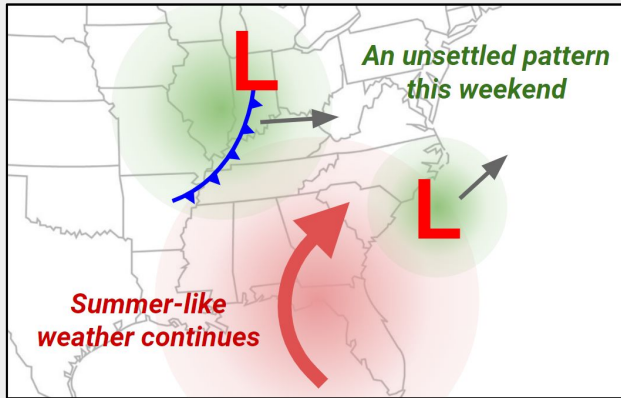 L
An unsettled pattern
this weekend
L
Summer-like
weather continues